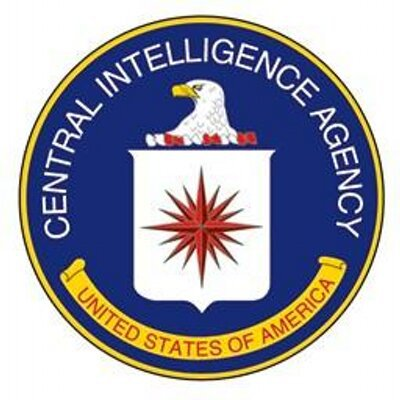 CENTRAL INTELLIGENCE AGENCY
UNITED STATES OF AMERICA